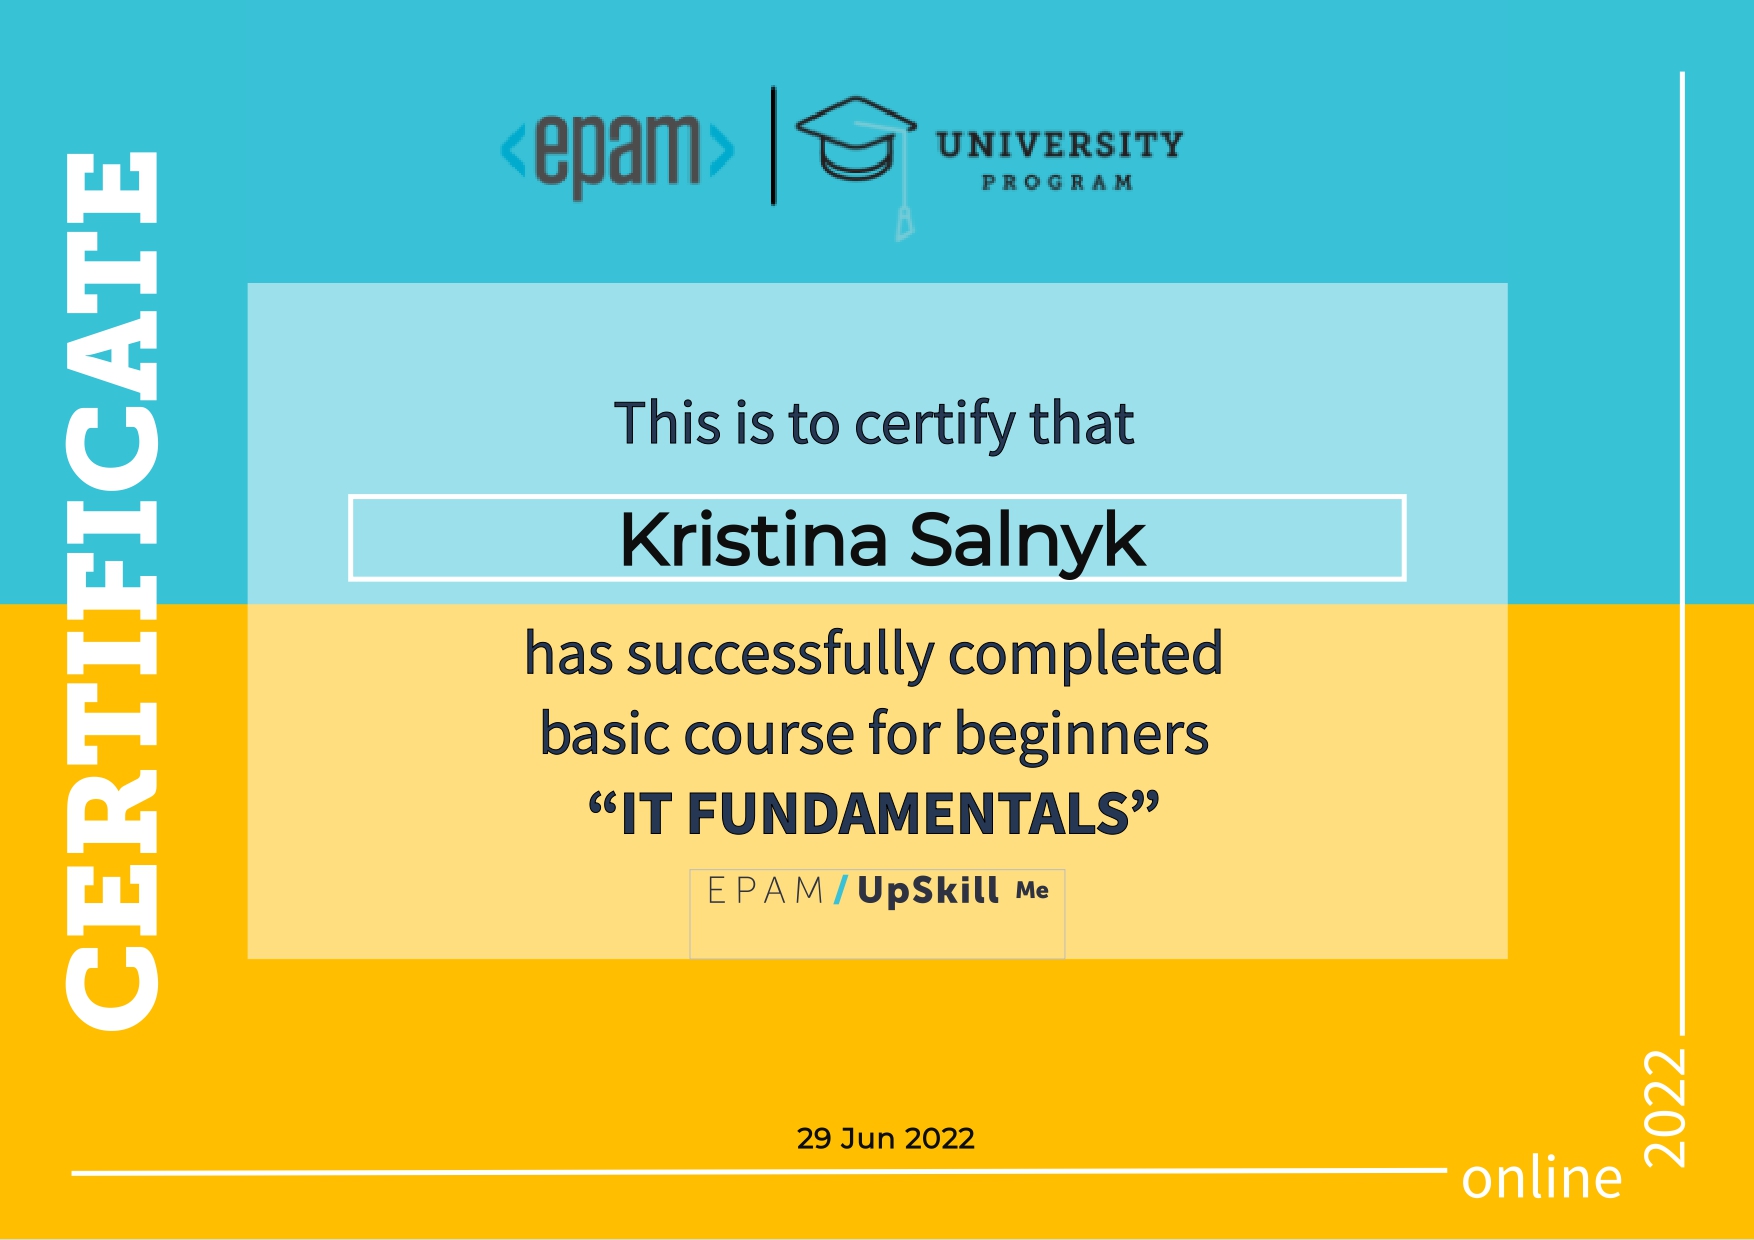 <epam>
UNIVERSITY
PROGRAM
CERTIFICATE
This is to certify that
Kristina Salnyk
has successfully completed
basic course for beginners
“IT FUNDAMENTALS”
EPAM/UpSkill Me
29 Jun 2022
online
2022